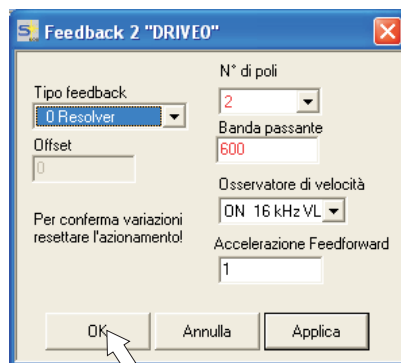 Feedback 2 "DRIVE0"
Tipo feedback
0 Resolver
Offset
0
Per conferma variazioni
resettare l'azionamento!
N° di poli
2
Banda passante
600
Osservatore di velocità
ON 16 kHz VL
Accelerazione Feedforward
1
OK
Annulla
Applica